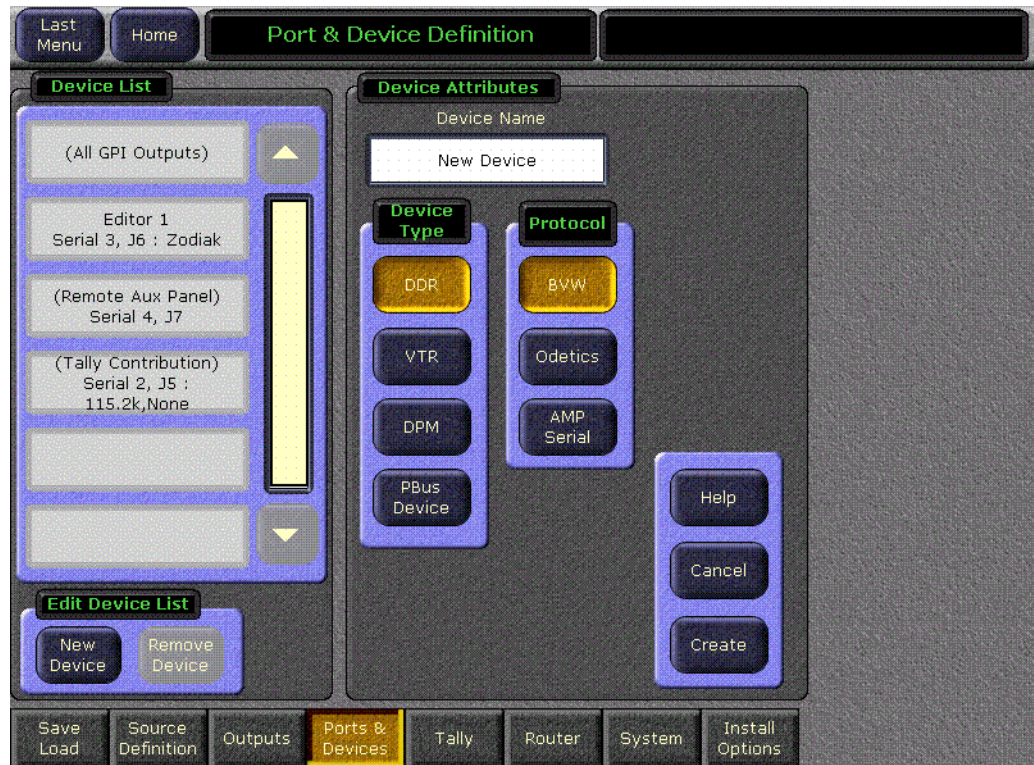 Last
Menu
Home
Port & Device Definition
Device List
(All GPI Outputs)
Editor 1
Serial 3, J6 : Zodiak
(Remote Aux Panel)
Serial 4, J7
(Tally Contribution)
Serial 2, J5 :
115.2k,None
Edit Device List
New
Device
Remove
Device
Device Attributes
Device Name
New Device
Device
Type
DDR
VTR
DPM
PBus
Device
Protocol
BVW
Odetics
AMP
Serial
Help
Cancel
Create
Save
Load
Source
Definition
Outputs
Ports &
Devices
Tally
Router
System
Install
Options